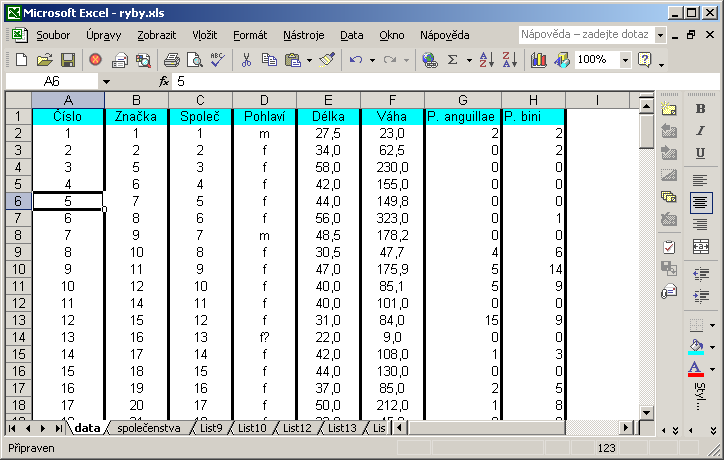 Microsoft Excel - ryby.xls
Soubor Úpravy Zobrazit Vložit Formát Nástroje Data Okno Nápověda Nápověda – zadejte dotaz
100%
A6 fx 5
A B C D E F G H I
1 Číslo Značka Společ Pohlaví Délka Váha P. anguillae P. bini
2 1 1 1 m 27,5 23,0 2 2
3 2 2 2 f 34,0 62,5 0 2
4 3 5 3 f 58,0 230,0 0 0
5 4 6 4 f 42,0 155,0 0 0
6 5 7 5 f 44,0 149,8 0 0
7 6 8 6 f 56,0 323,0 0 1
8 7 9 7 m 48,5 178,2 0 0
9 8 10 8 f 30,5 47,7 4 6
10 9 11 9 f 47,0 175,9 5 14
11 10 12 10 f 40,0 85,1 5 9
12 11 14 11 f 40,0 101,0 0 0
13 12 15 12 f 31,0 84,0 15 9
14 13 16 13 f? 22,0 9,0 0 0
15 14 17 14 f 42,0 108,0 1 3
16 15 18 15 f 44,0 130,0 0 0
17 16 19 16 f 37,0 85,0 2 5
18 17 20 17 f 50,0 212,0 1 8
data společenstva List9 List10 List12 List13 Lis
Připraven 123
B
I
U
Styl...